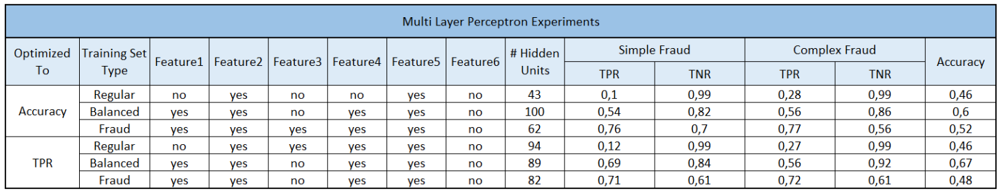 Multi Layer Perceptron Experiments
Optimized To Training Set Type Feature1 Feature2 Feature3 Feature4 Feature5 Feature6 # Hidden Units Simple Fraud Complex Fraud Accuracy
TPR TNR TPR TNR
Accuracy Regular no yes no no yes no 43 0,1 0,99 0,28 0,99 0,46
Balanced yes yes no yes yes no 100 0,54 0,82 0,56 0,86 0,6
Fraud yes yes yes yes yes no 62 0,76 0,7 0,77 0,56 0,52
TPR Regular no yes yes yes yes no 94 0,12 0,99 0,27 0,99 0,46
Balanced yes yes no yes yes no 89 0,69 0,84 0,56 0,92 0,67
Fraud yes yes no yes yes no 82 0,71 0,61 0,72 0,61 0,48